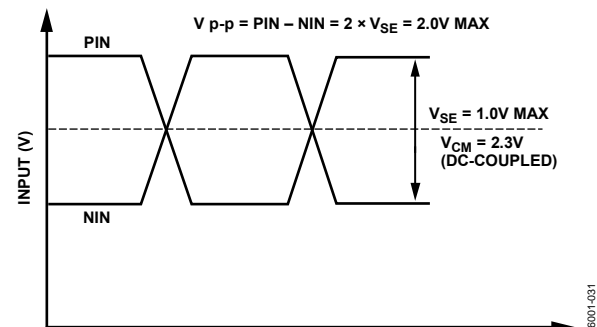 V p-p = PIN – NIN = 2 × VSE = 2.0V MAX
PIN
VSE = 1.0V MAX
VCM = 2.3V
(DC-COUPLED)
INPUT (V)
NIN
6001-031